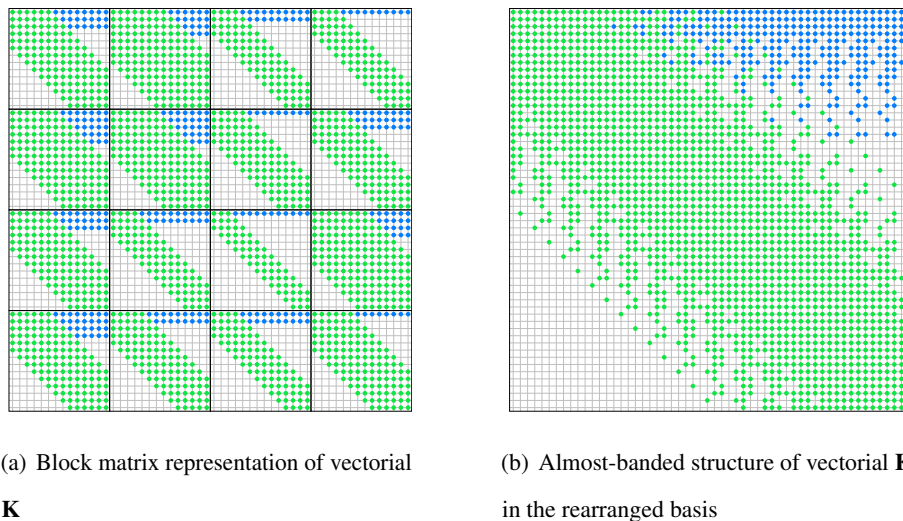 (a) Block matrix representation of vectorial
K
(b) Almost-banded structure of vectorial
in the rearranged basis